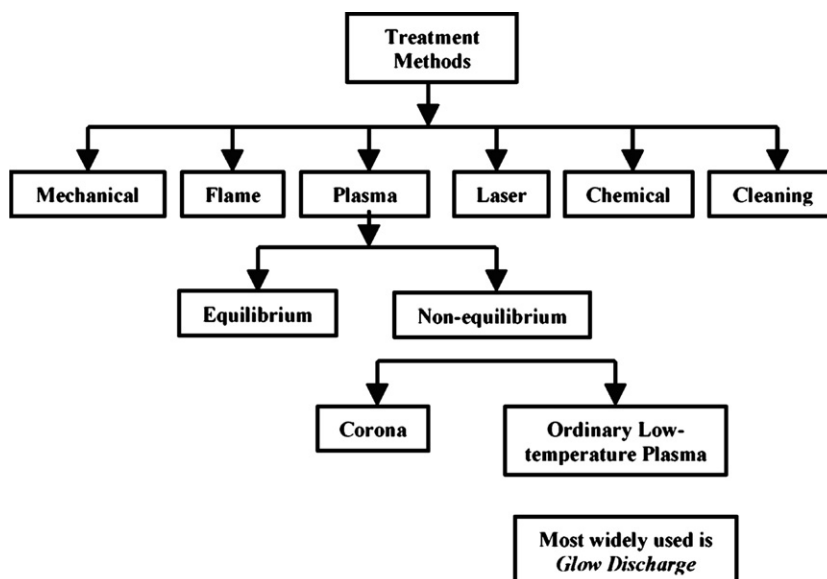 Treatment
Methods
Mechanical
Flame
Plasma
Laser
Chemical
Cleaning
Equilibrium
Non-equilibrium
Corona
Ordinary Low-
temperature Plasma
Most widely used is
Glow Discharge